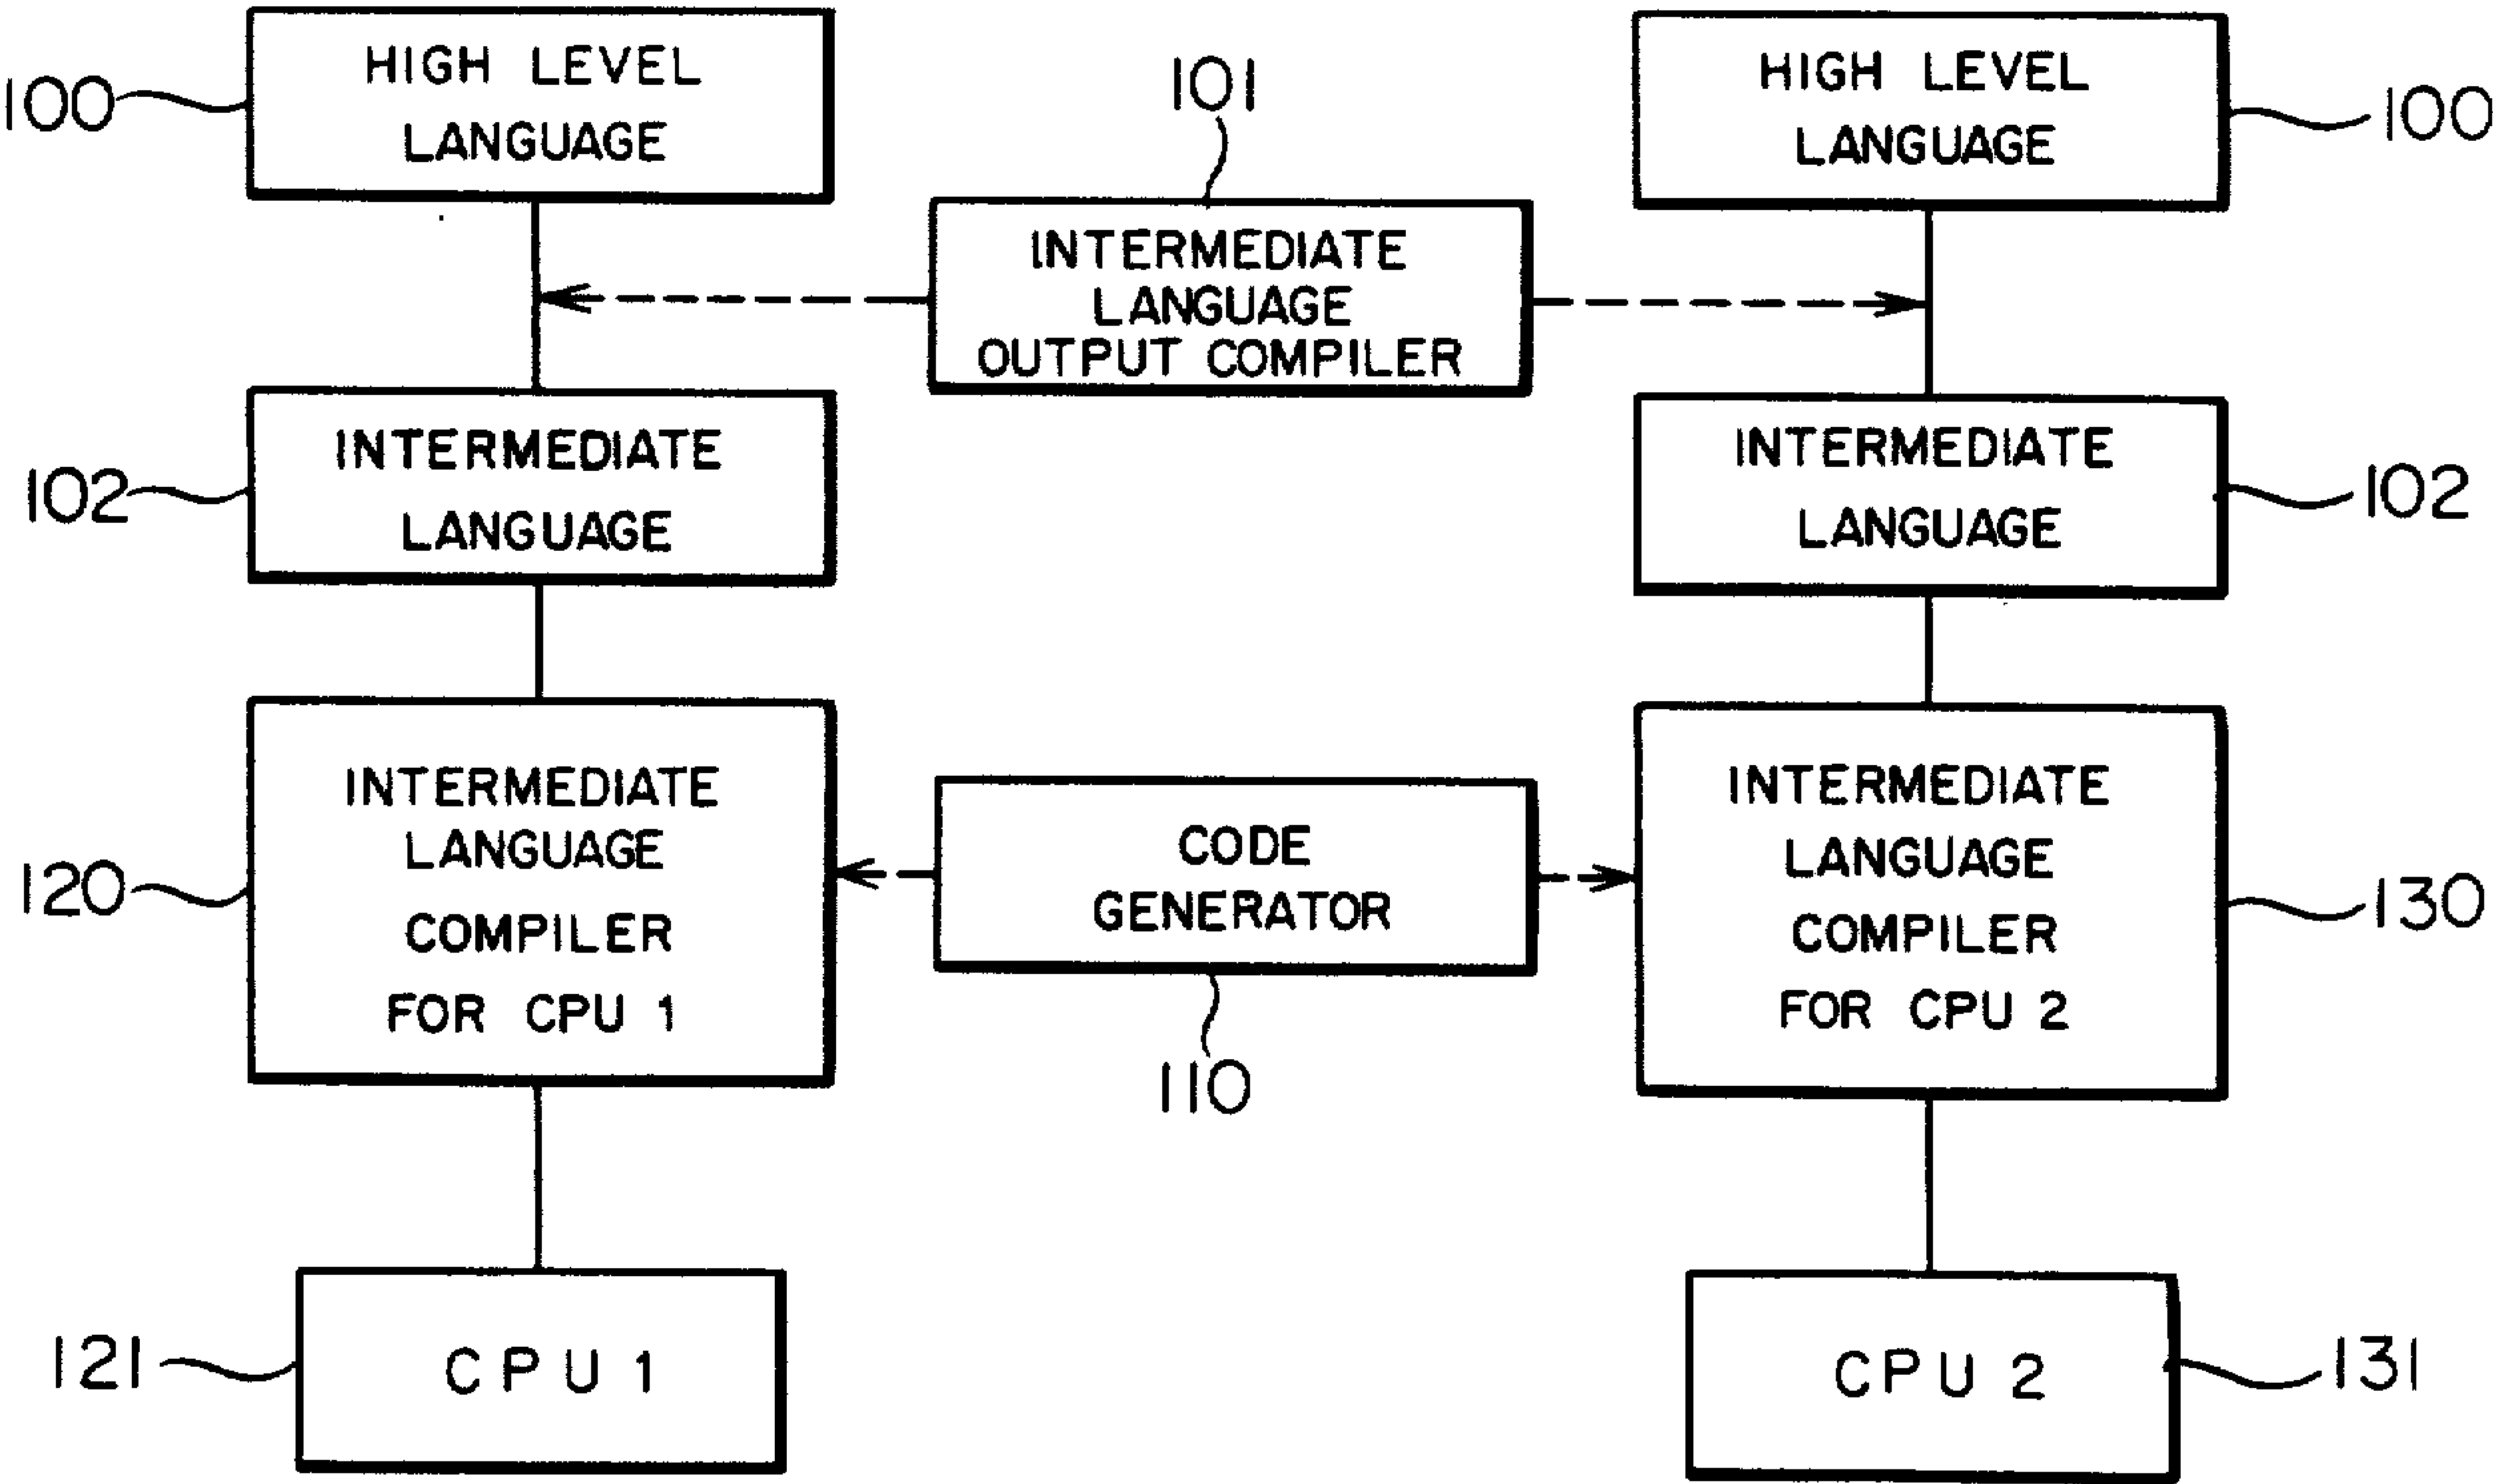 HIGH LEVEL
LANGUAGE
100
101
HIGH LEVEL
LANGUAGE
100
INTERMEDIATE
LANGUAGE
OUTPUT COMPILER
INTERMEDIATE
LANGUAGE
102
INTERMEDIATE
LANGUAGE
102
INTERMEDIATE
LANGUAGE
COMPILER
FOR CPU 1
120
CODE
GENERATOR
110
INTERMEDIATE
LANGUAGE
COMPILER
FOR CPU 2
130
CPU 1
121
CPU 2
131